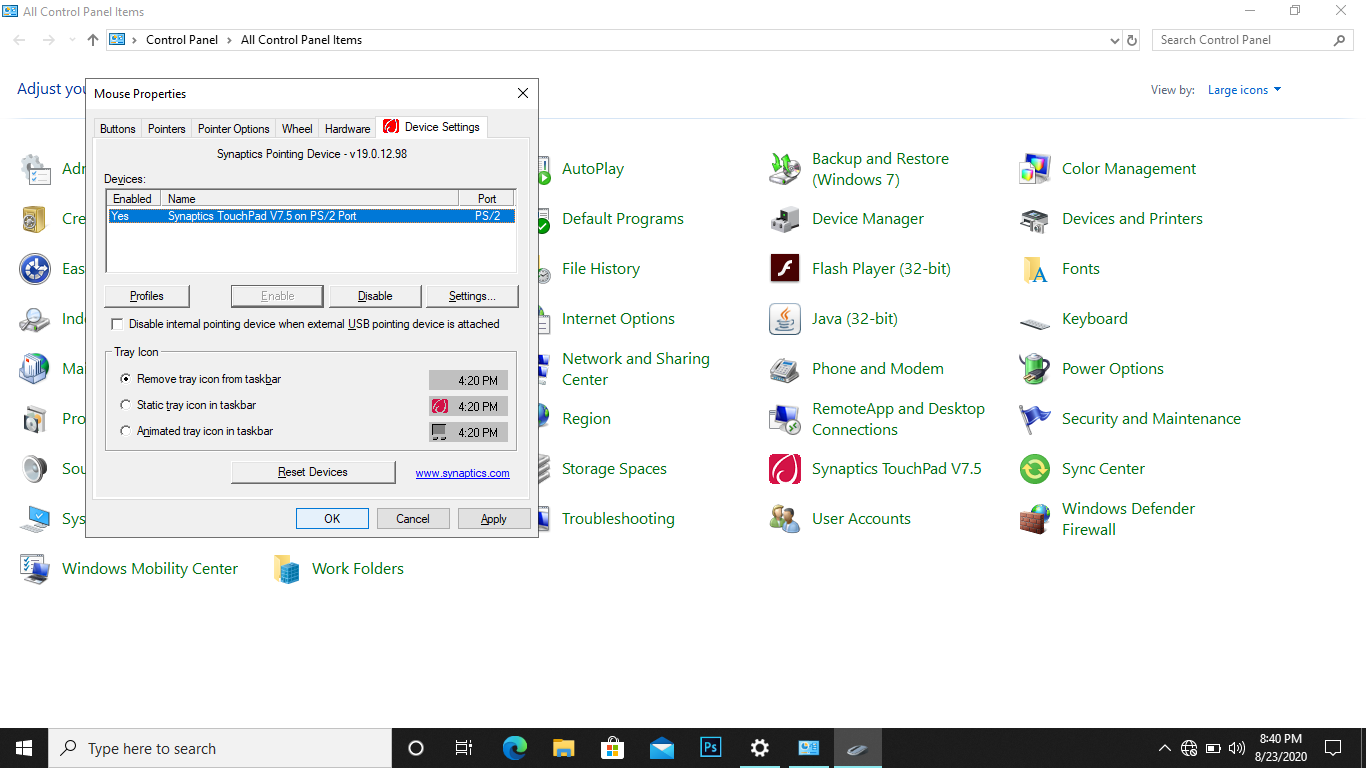 All Control Panel Items
Control Panel
All Control Panel Items
Search Control Panel
Adjust you
View by:
Large icons
Mouse Properties
Buttons
Pointers
Pointer Options
Wheel
Hardware
Device Settings
Synaptics Pointing Device - v19.0.12.98
Devices:
Enabled
Name
Port
Yes
Synaptics TouchPad V7.5 on PS/2 Port
PS/2
Profiles
Enable
Disable
Settings...
Disable internal pointing device when external USB pointing device is attached
Tray Icon
Remove tray icon from taskbar
4:20 PM
Static tray icon in taskbar
4:20 PM
Animated tray icon in taskbar
4:20 PM
Reset Devices
www.synaptics.com
OK
Cancel
Apply
Adr
AutoPlay
Backup and Restore
(Windows 7)
Color Management
Cre
Default Programs
Device Manager
Devices and Printers
Eas
File History
Flash Player (32-bit)
Fonts
Ind
Internet Options
Java (32-bit)
Keyboard
Mai
Network and Sharing
Center
Phone and Modem
Power Options
Pro
Region
RemoteApp and Desktop
Connections
Security and Maintenance
Sou
Storage Spaces
Synaptics TouchPad V7.5
Sync Center
Sys
Troubleshooting
User Accounts
Windows Defender
Firewall
Windows Mobility Center
Work Folders
Type here to search
Ps
8:40 PM
8/23/2020